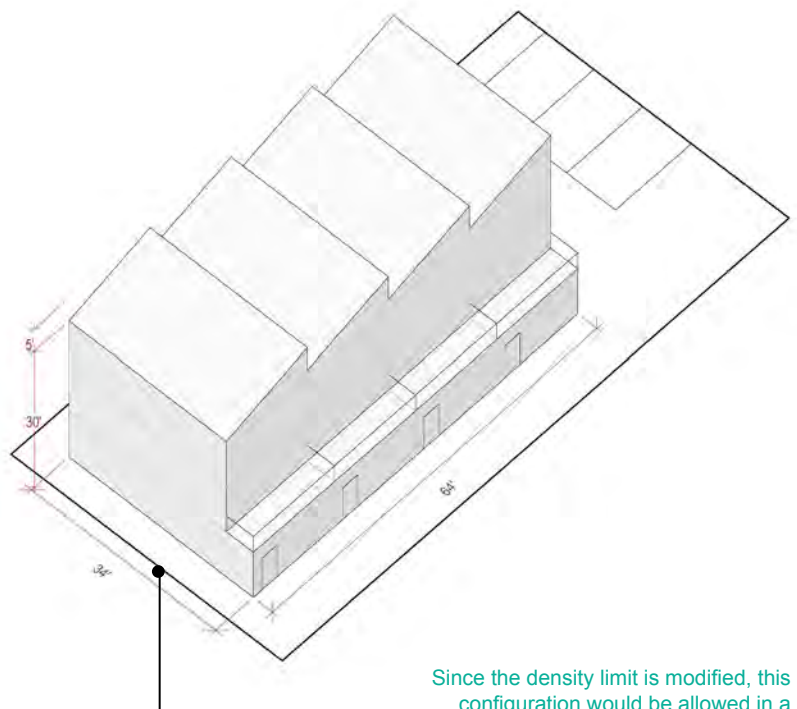 5'
30'
34'
64'
Since the density limit is modified, this
configuration would be allowed in a